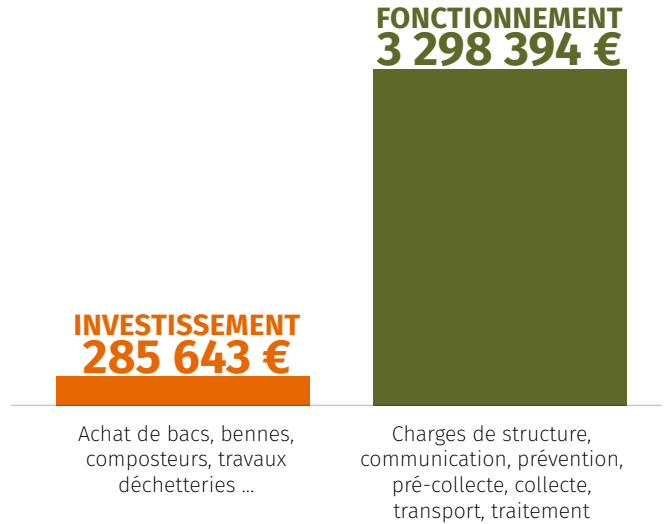 FONCTIONNEMENT
3 298 394 €
INVESTISSEMENT
285 643 €
Achat de bacs, bennes,
composteurs, travaux
déchetteries ...
Charges de structure,
communication, prévention,
pré-collecte, collecte,
transport, traitement